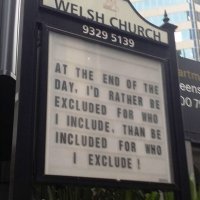 WELSH CHURCH
9329 5139
AT THE END OF THE
DAY, I'D RATHER BE
EXCLUDED FOR WHO
I INCLUDE, THAN BE
INCLUDED FOR WHO
I EXCLUDE!